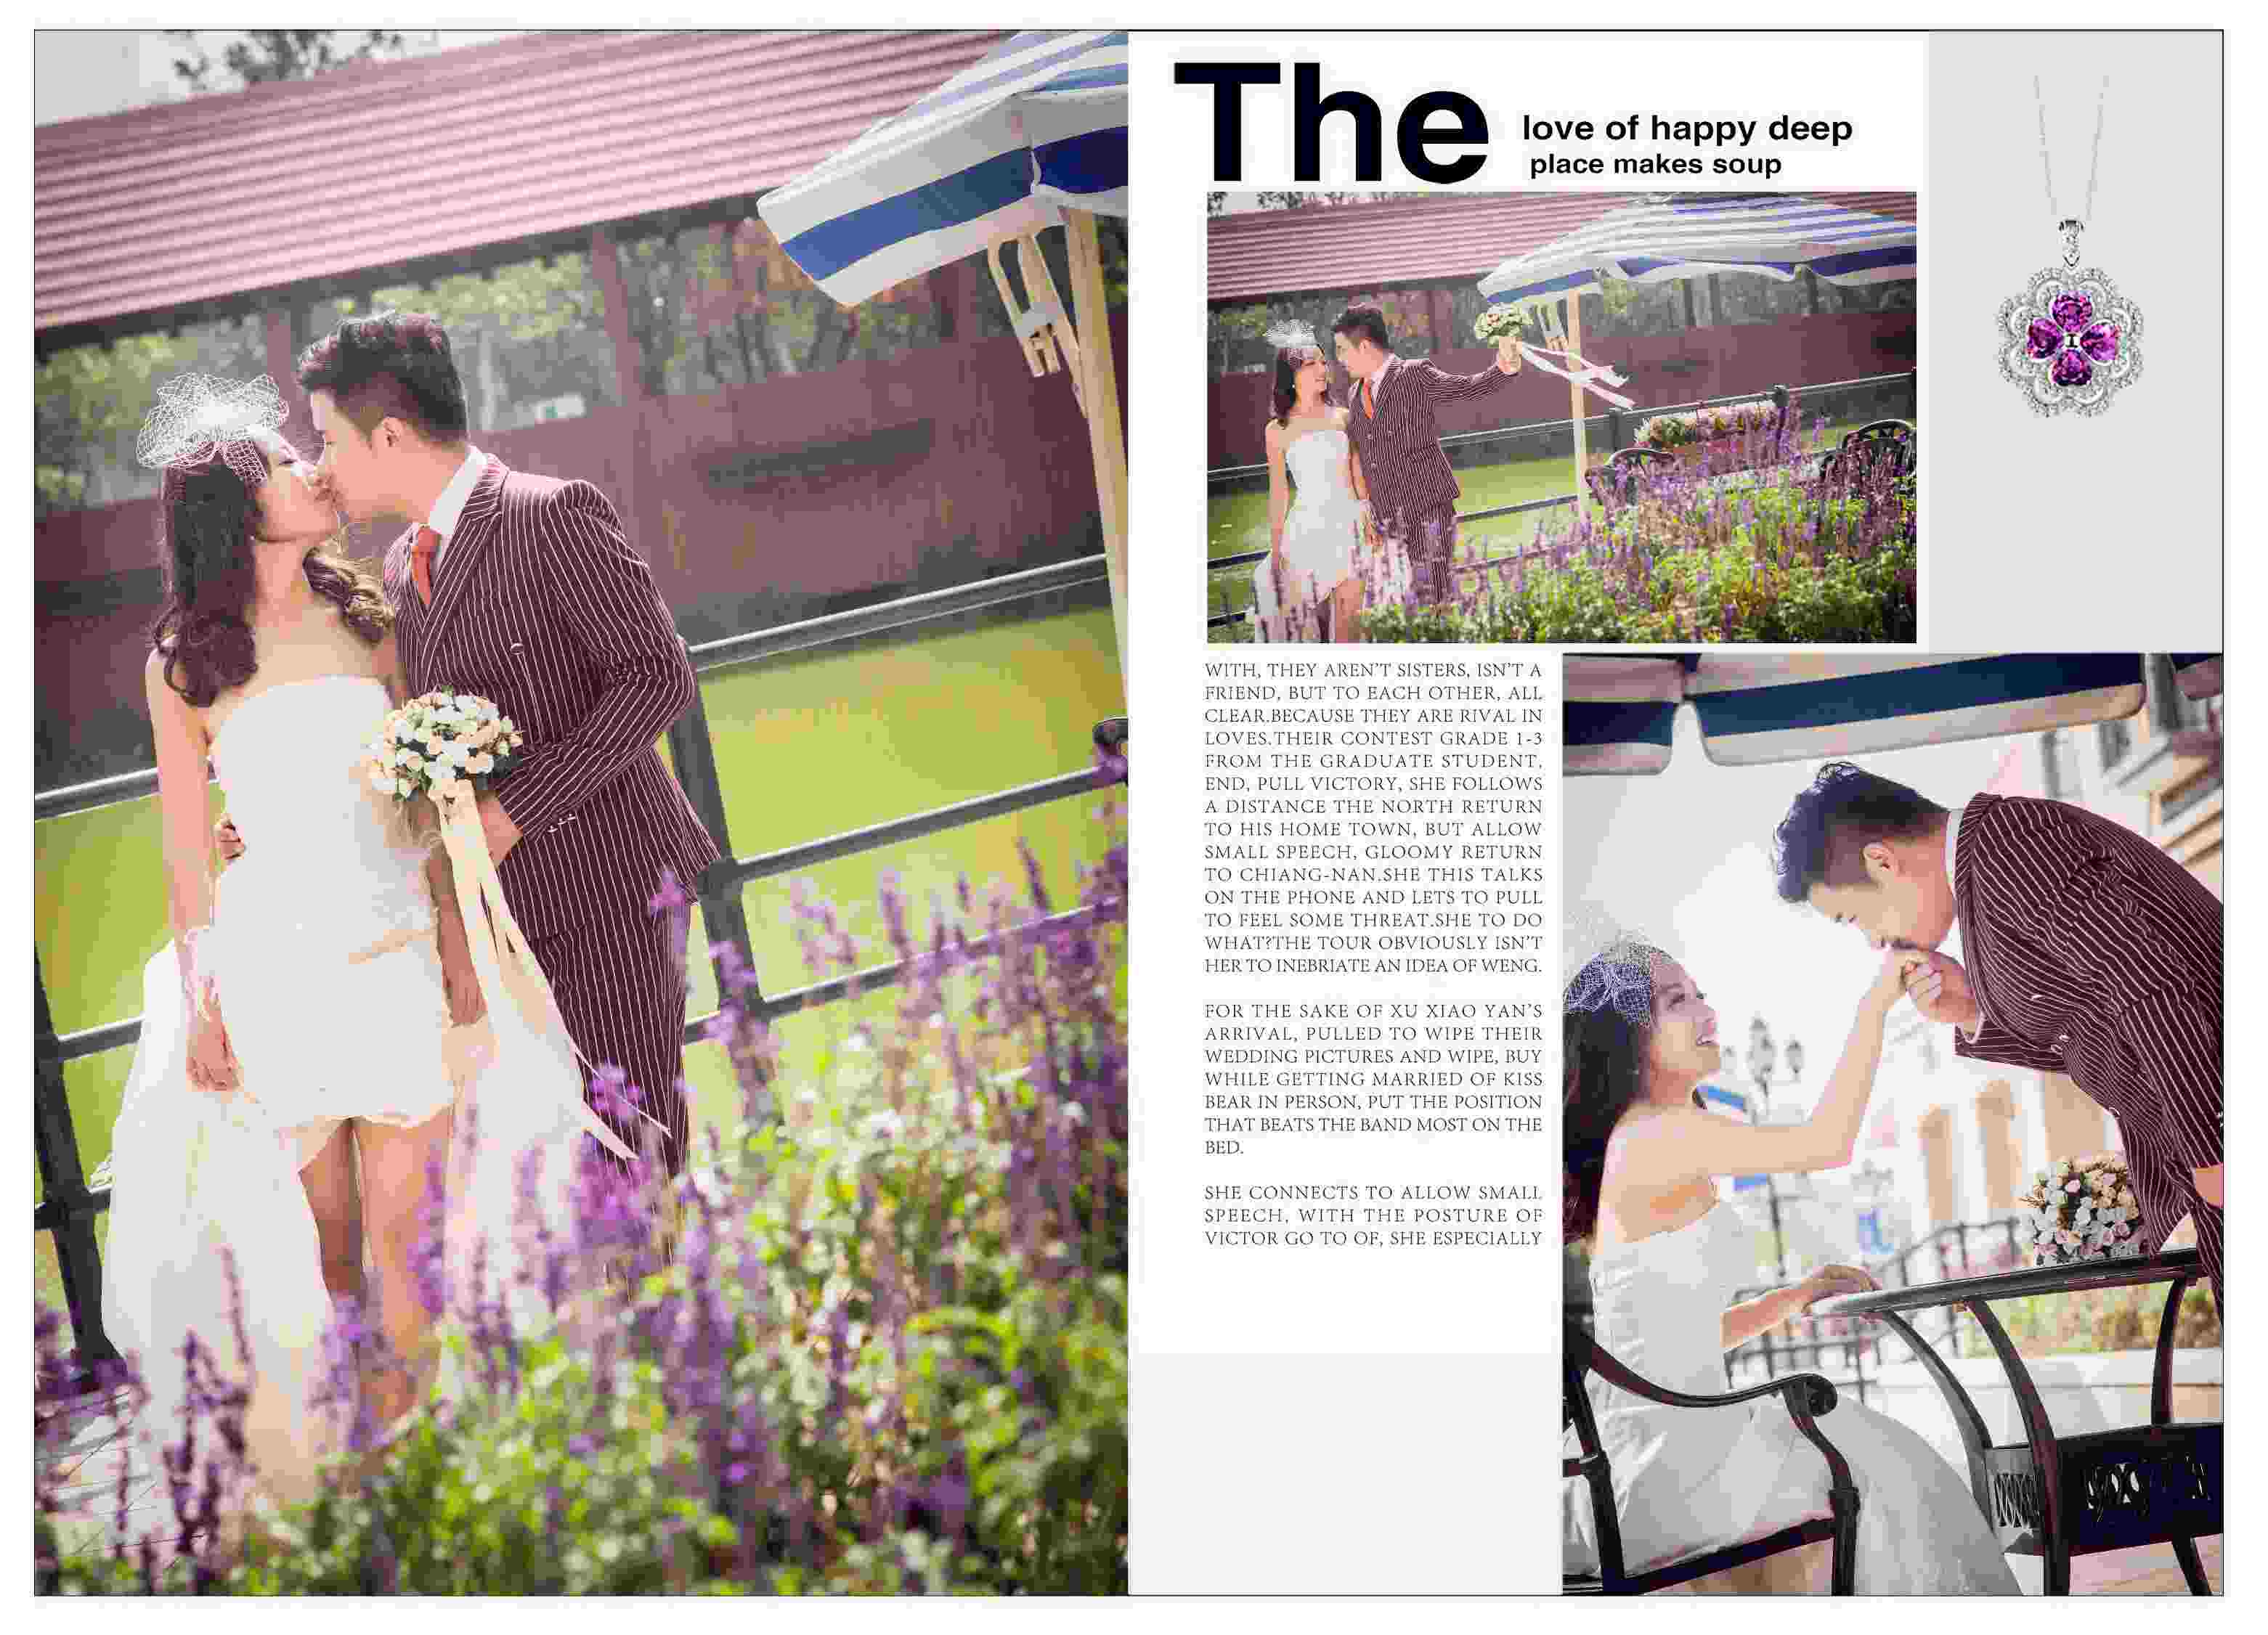 The
love of happy deep
place makes soup
WITH, THEY AREN'T SISTERS, ISN'T A
FRIEND, BUT TO EACH OTHER, ALL
CLEAR.BECAUSE THEY ARE RIVAL IN
LOVES.THEIR CONTEST GRADE 1-3
FROM THE GRADUATE STUDENT,
END, PULL VICTORY, SHE FOLLOWS
A DISTANCE THE NORTH RETURN
TO HIS HOME TOWN, BUT ALLOW
SMALL SPEECH, GLOOMY RETURN
TO CHIANG-NAN.SHE THIS TALKS
ON THE PHONE AND LETS TO PULL
TO FEEL SOME THREAT.SHE TO DO
WHAT?THE TOUR OBVIOUSLY ISN'T
HER TO INEBRIATE AN IDEA OF WENG.
FOR THE SAKE OF XU XIAO YAN'S
ARRIVAL, PULLED TO WIPE THEIR
WEDDING PICTURES AND WIPE, BUY
WHILE GETTING MARRIED OF KISS
BEAR IN PERSON, PUT THE POSITION
THAT BEATS THE BAND MOST ON THE
BED.
SHE CONNECTS TO ALLOW SMALL
SPEECH, WITH THE POSTURE OF
VICTOR GO TO OF, SHE ESPECIALLY